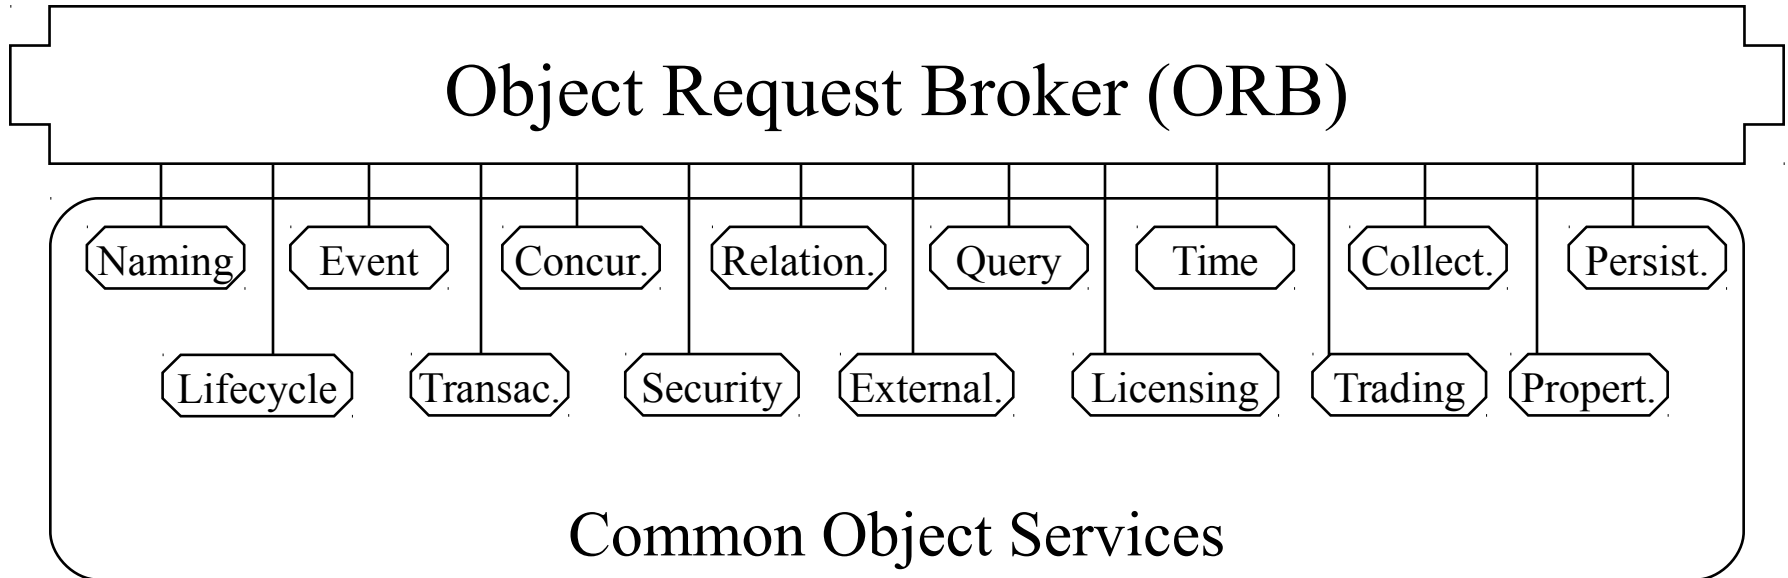 Object Request Broker (ORB)
Naming Event Concur. Relation. Query Time Collect. Persist.
Lifecycle Transac. Security External. Licensing Trading Propert.
Common Object Services